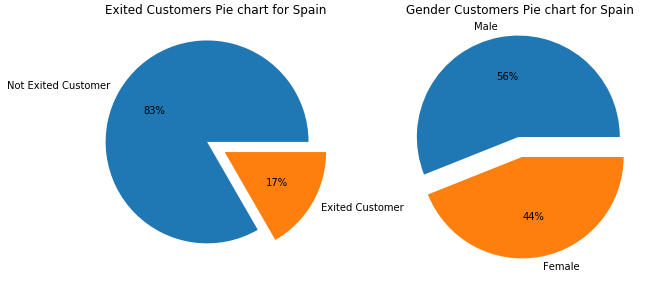 Exited Customers Pie chart for Spain
Not Exited Customer
83%
17%
Exited Customer
Gender Customers Pie chart for Spain
Male
56%
44%
Female